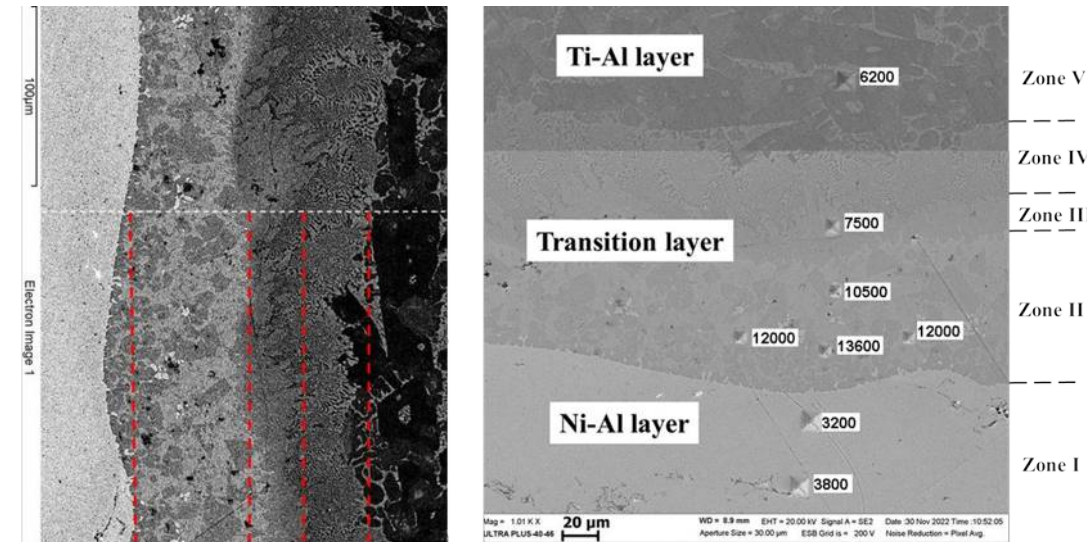 100µm
Electron Image 1
Ti-Al layer
6200
Zone V
Zone IV
7500
Zone III
Transition layer
10500
Zone II
12000
13600
12000
Ni-Al layer
3200
Zone I
3800
Mag = 1.01 K X
ULTRA PLUS-40-46
20 µm
WD = 8.9 mm EHT = 20.00 kV Signal A = SE2 Date :30 Nov 2022 Time :10:52:05
Aperture Size = 30.00 µm ESB Grid is = 200 V Noise Reduction = Pixel Avg.